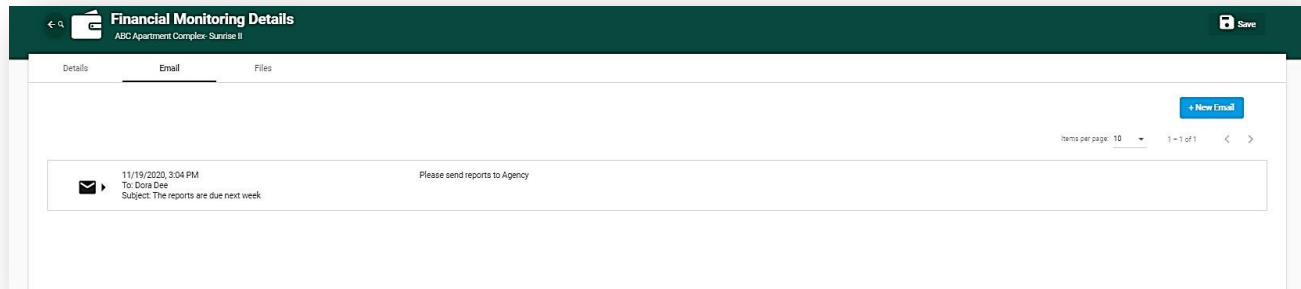 Financial Monitoring Details
ABC Apartment Complex- Sunrise II
Save
Details Email Files
+ New Email
Items per page: 10 1 – 1 of 1
11/19/2020, 3:04 PM Please send reports to Agency
To: Dora Dee
Subject: The reports are due next week